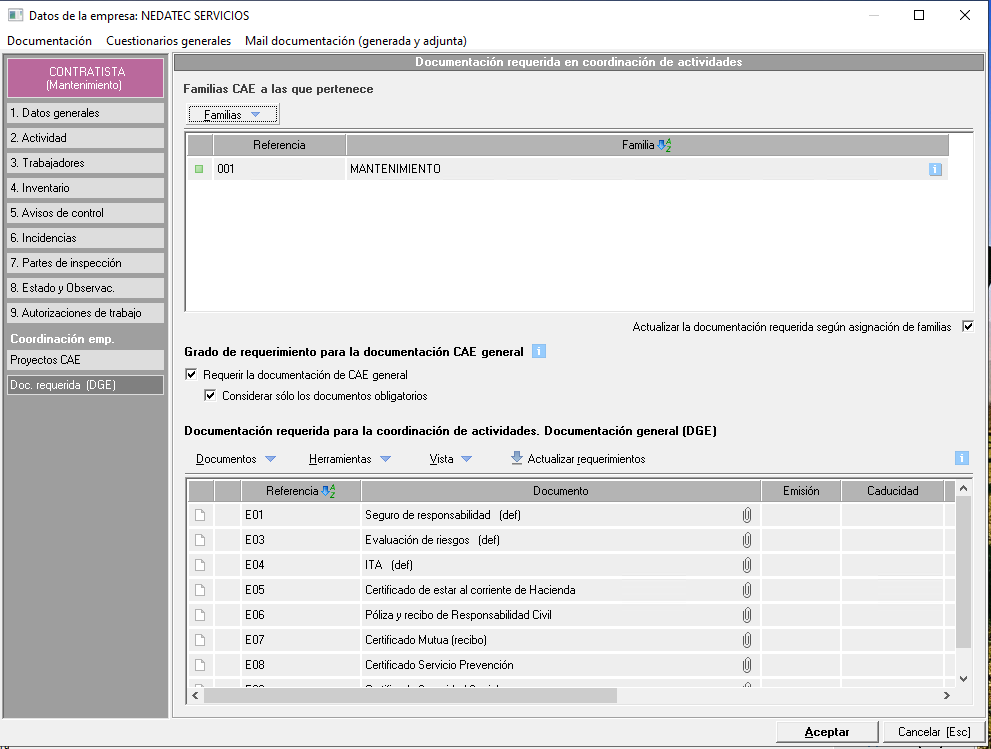 Datos de la empresa: NEDATEC SERVICIOS
Documentación Cuestionarios generales Mail documentación (generada y adjunta)
CONTRATISTA
(Mantenimiento)
1. Datos generales
2. Actividad
3. Trabajadores
4. Inventario
5. Avisos de control
6. Incidencias
7. Partes de inspección
8. Estado y Observac.
9. Autorizaciones de trabajo
Coordinación emp.
Proyectos CAE
Doc. requerida (DGE)
Documentación requerida en coordinación de actividades
Familias CAE a las que pertenece
Familias
Referencia Familia
001 MANTENIMIENTO
Actualizar la documentación requerida según asignación de familias
Grado de requerimiento para la documentación CAE general
Requerir la documentación de CAE general
Considerar sólo los documentos obligatorios
Documentación requerida para la coordinación de actividades. Documentación general (DGE)
Documentos Herramientas Vista Actualizar requerimientos
Referencia Documento Emisión Caducidad
E01 Seguro de responsabilidad (def)
E03 Evaluación de riesgos (def)
E04 ITA (def)
E05 Certificado de estar al corriente de Hacienda
E06 Póliza y recibo de Responsabilidad Civil
E07 Certificado Mutua (recibo)
E08 Certificado Servicio Prevención
Aceptar Cancelar [Esc]